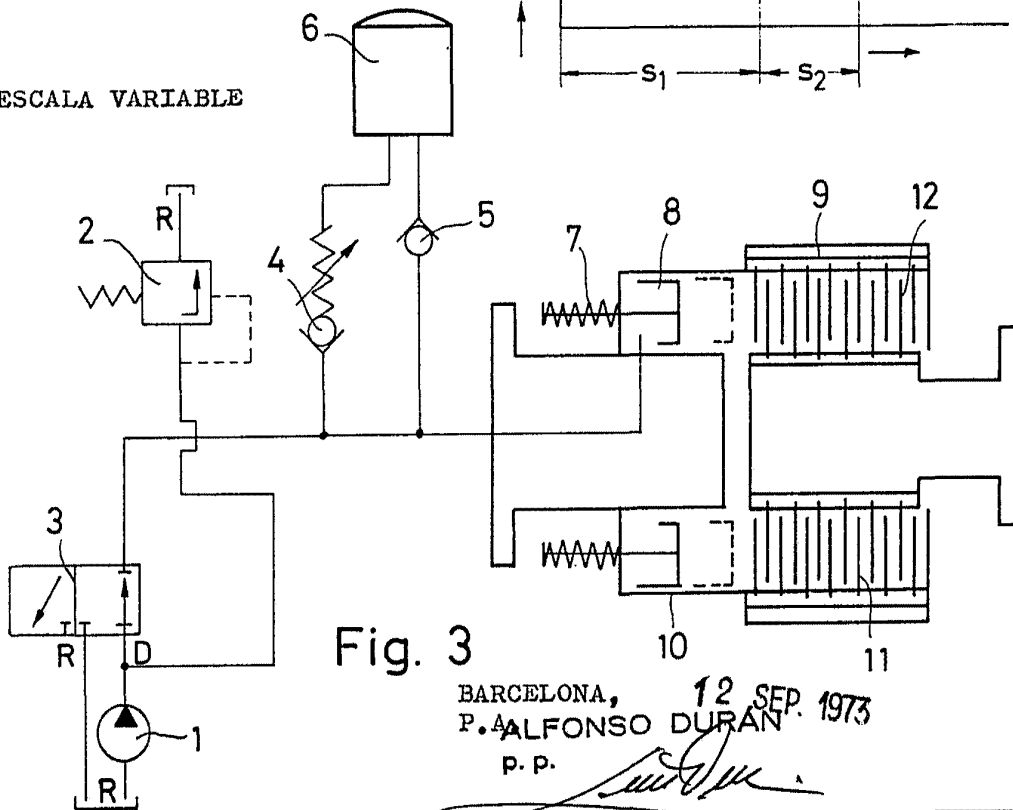 6
s₁
s₂
ESCALA VARIABLE
R
2
4
5
7
8
9
12
3
R
D
1
R
10
11
Fig. 3
BARCELONA, 12 SEP. 1973
P.A. ALFONSO DURAN
p. p.